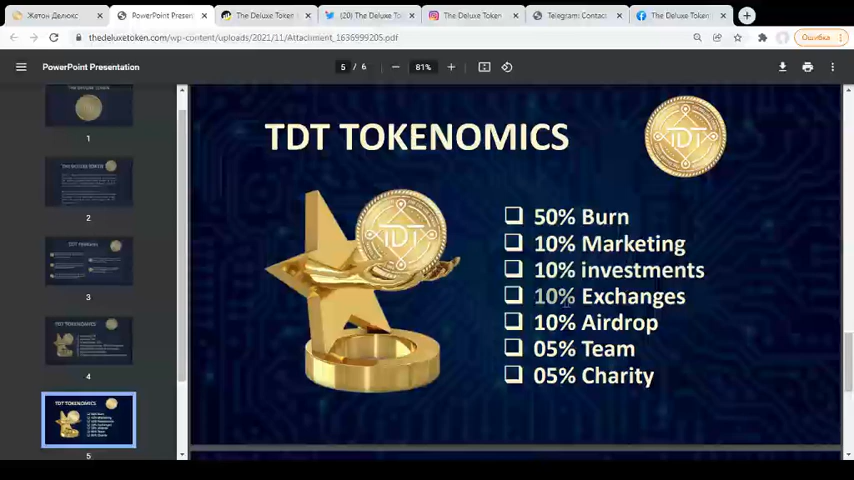 Жетон Делюкс
PowerPoint Present
The Deluxe Token
(20) The Deluxe To
The Deluxe Token
Telegram: Contact
The Deluxe Token
thedeluxetoken.com/wp-content/uploads/2021/11/Attachment_1636999205.pdf
Ошибка
PowerPoint Presentation
5 / 6
81%
1
2
3
4
5
TDT TOKENOMICS
TDT
TDT
50% Burn
10% Marketing
10% investments
10% Exchanges
10% Airdrop
05% Team
05% Charity